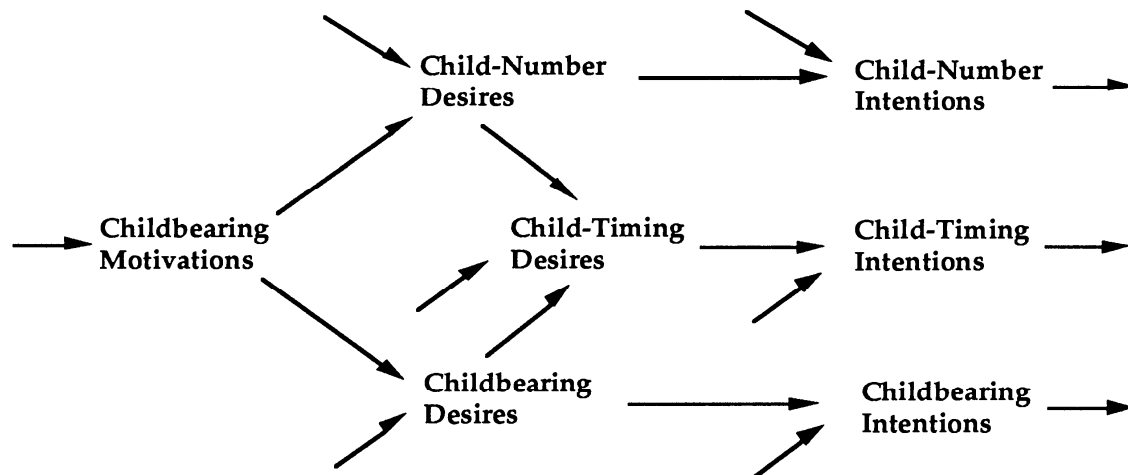 Child-Number
Desires
Child-Number
Intentions
Childbearing
Motivations
Child-Timing
Desires
Child-Timing
Intentions
Childbearing
Desires
Childbearing
Intentions